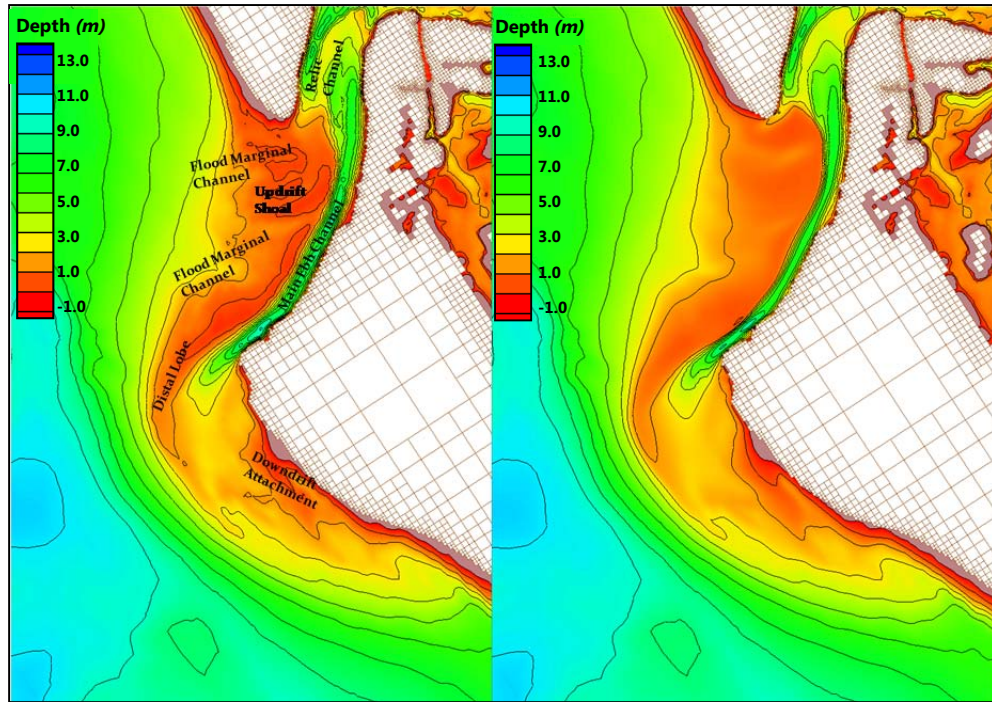 Depth (m)
13.0
11.0
9.0
7.0
5.0
3.0
1.0
-1.0
Relic
Channel
Flood Marginal
Channel
Updrift
Shoal
Flood Marginal
Channel
Main Ebb Channel
Distal Lobe
Downdrift
Attachment
Depth (m)
13.0
11.0
9.0
7.0
5.0
3.0
1.0
-1.0